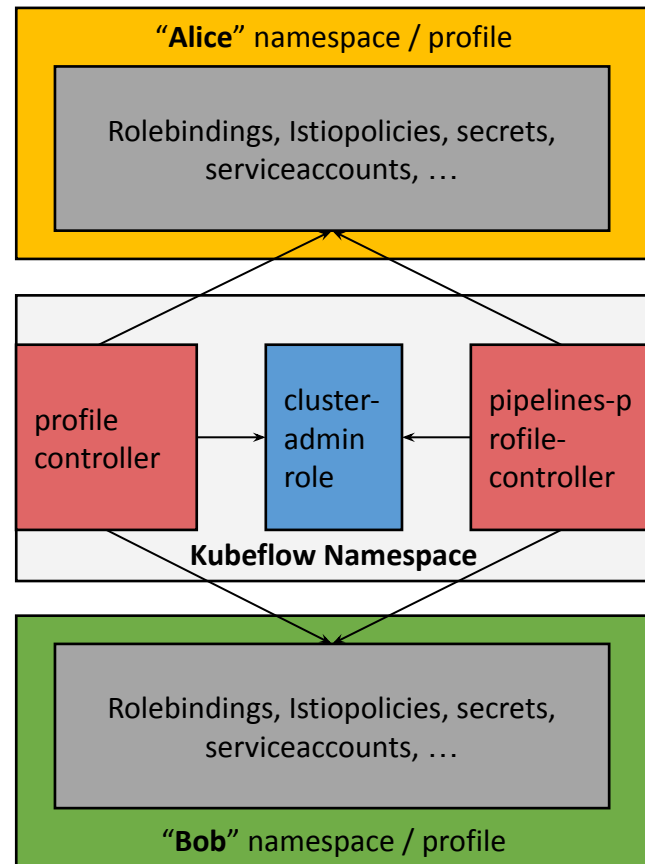 “Alice” namespace / profile
Rolebindings, Istiopolicies, secrets,
serviceaccounts, …
profile
controller
cluster-
admin
role
pipelines-p
rofile-
controller
Kubeflow Namespace
Rolebindings, Istiopolicies, secrets,
serviceaccounts, …
“Bob” namespace / profile